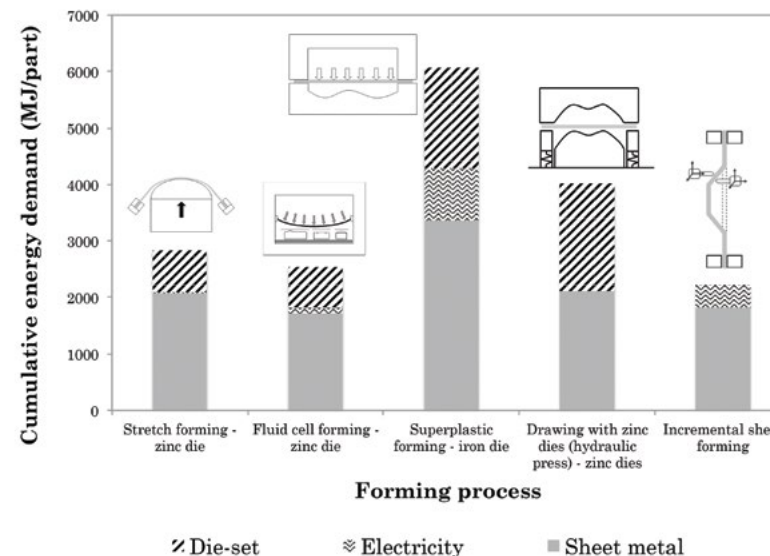 Cumulative energy demand (MJ/part)
7000
6000
5000
4000
3000
2000
1000
0
Stretch forming -
zinc die
Fluid cell forming -
zinc die
Superplastic
forming - iron die
Drawing with zinc
dies (hydraulic
press) - zinc dies
Incremental shee
forming
Forming process
Die-set
Electricity
Sheet metal